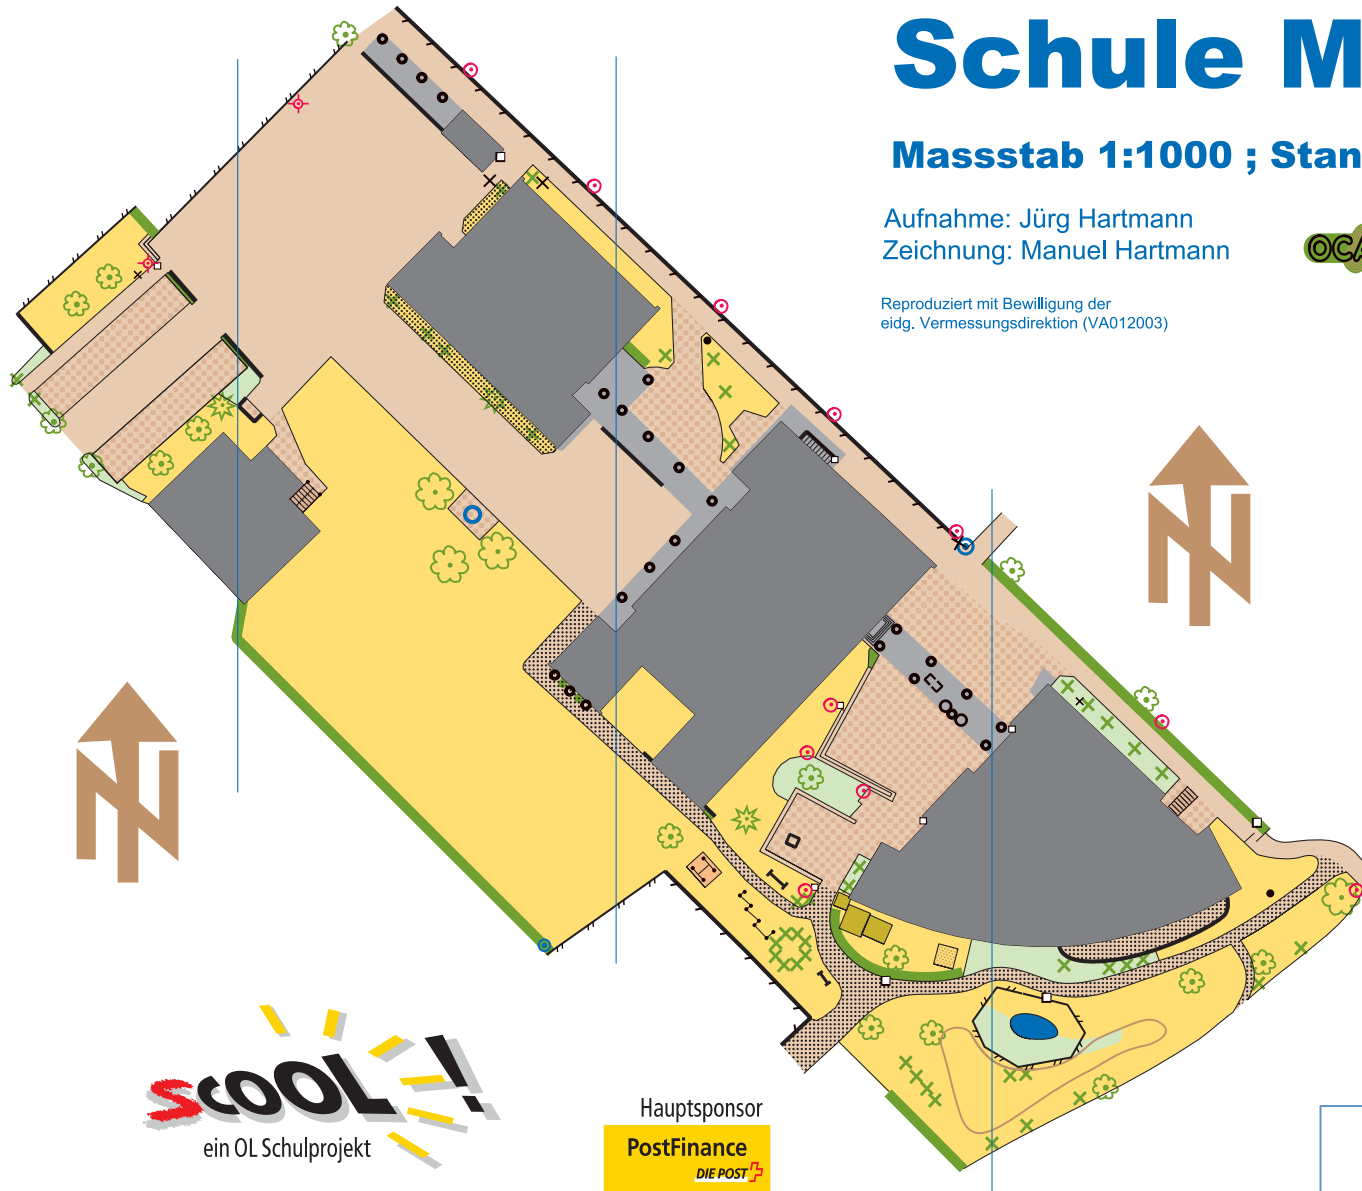 Schule M
Massstab 1:1000 ; Stan
Aufnahme: Jürg Hartmann
Zeichnung: Manuel Hartmann
OCA
Reproduziert mit Bewilligung der
eidg. Vermessungsdirektion (VA012003)
N
N
sCOOL!
ein OL Schulprojekt
Hauptsponsor
PostFinance
DIE POST